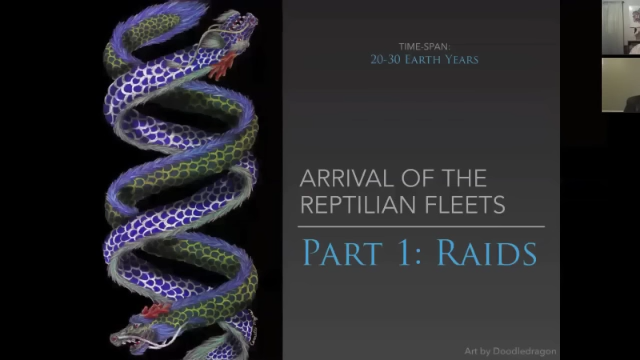 TIME-SPAN:
20-30 EARTH YEARS
ARRIVAL OF THE
REPTILIAN FLEETS
PART 1: RAIDS
Art by Doodledragon